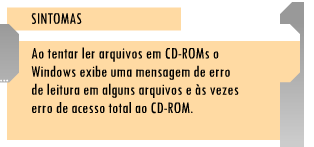 SINTOMAS
Ao tentar ler arquivos em CD-ROMs o
Windows exibe uma mensagem de erro
de leitura em alguns arquivos e às vezes
erro de acesso total ao CD-ROM.